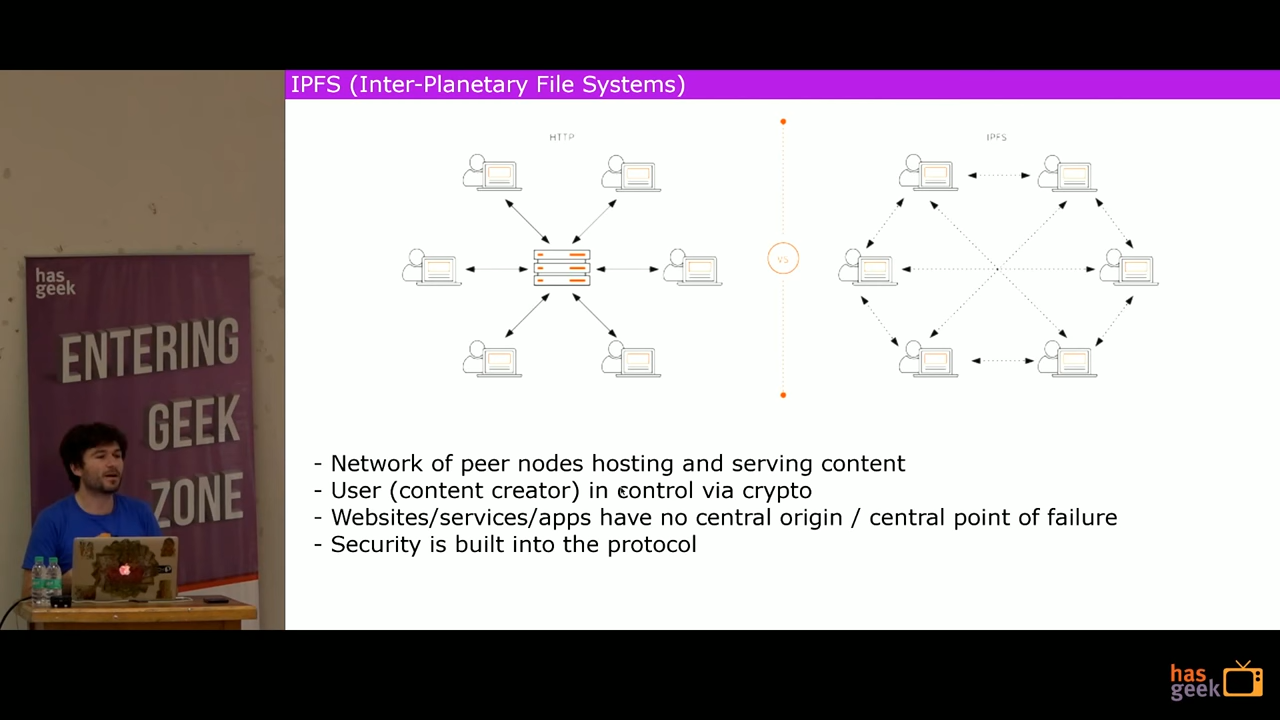 IPFS (Inter-Planetary File Systems)
HTTP
IPFS
VS
has
geek
ENTERING
GEEK
ZONE
- Network of peer nodes hosting and serving content
- User (content creator) in control via crypto
- Websites/services/apps have no central origin / central point of failure
- Security is built into the protocol
has
geek